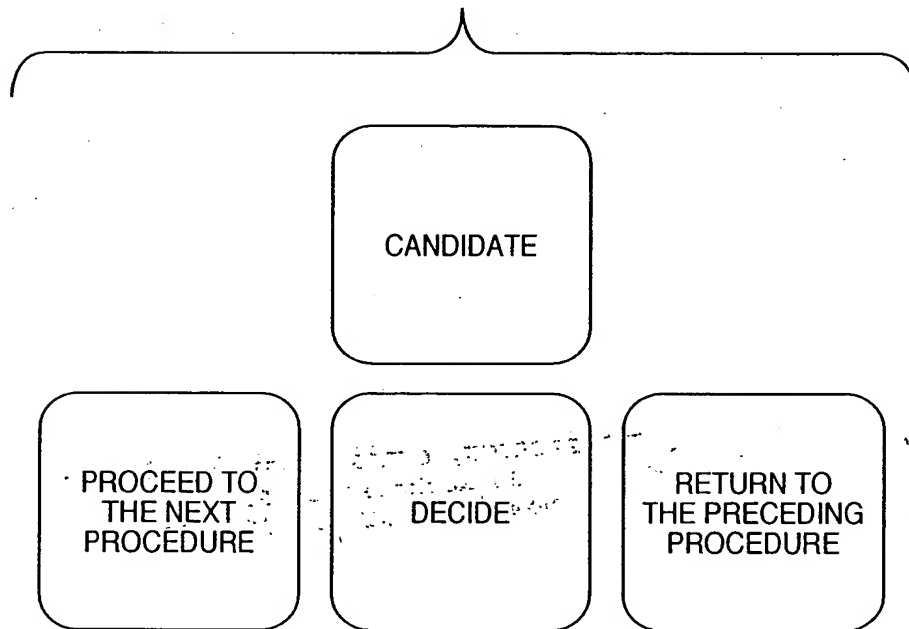 CANDIDATE
PROCEED TO
THE NEXT
PROCEDURE
DECIDE
RETURN TO
THE PRECEDING
PROCEDURE